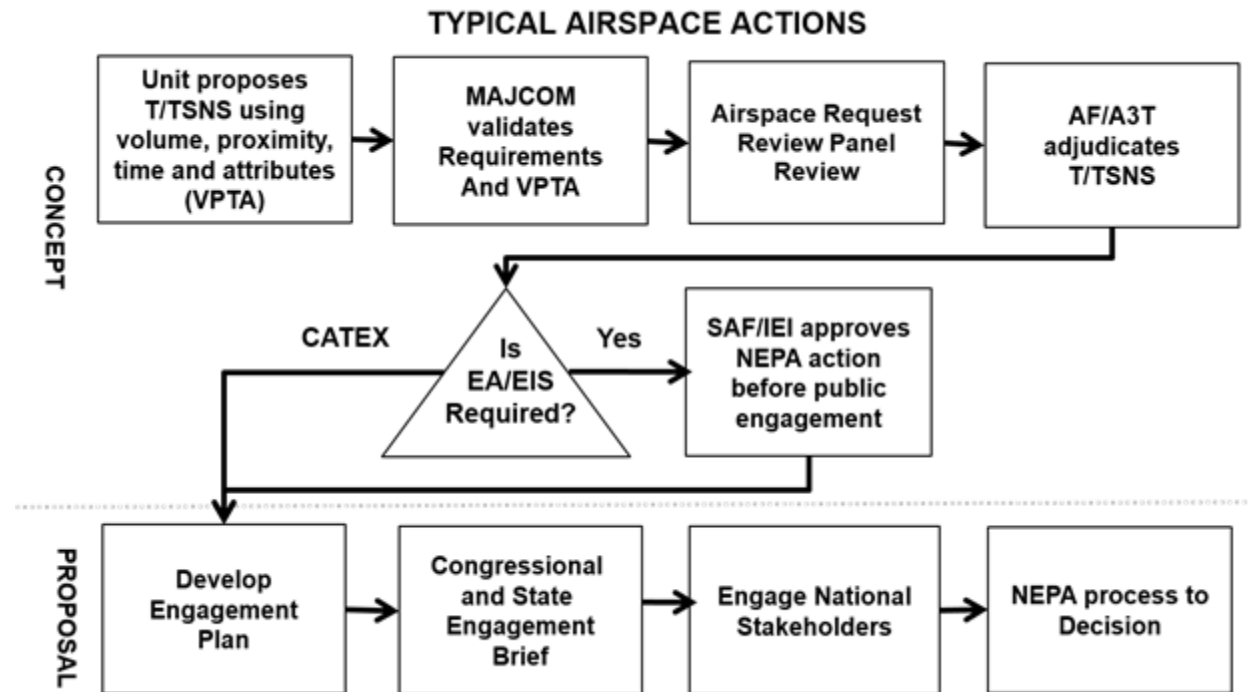 TYPICAL AIRSPACE ACTIONS
CONCEPT
Unit proposes
T/TSNS using
volume, proximity,
time and attributes
(VPTA)
MAJCOM
validates
Requirements
And VPTA
Airspace Request
Review Panel
Review
AF/A3T
adjudicates
T/TSNS
CATEX
Is
EA/EIS
Required?
Yes
SAF/IEI approves
NEPA action
before public
engagement
PROPOSAL
Develop
Engagement
Plan
Congressional
and State
Engagement
Brief
Engage National
Stakeholders
NEPA process to
Decision